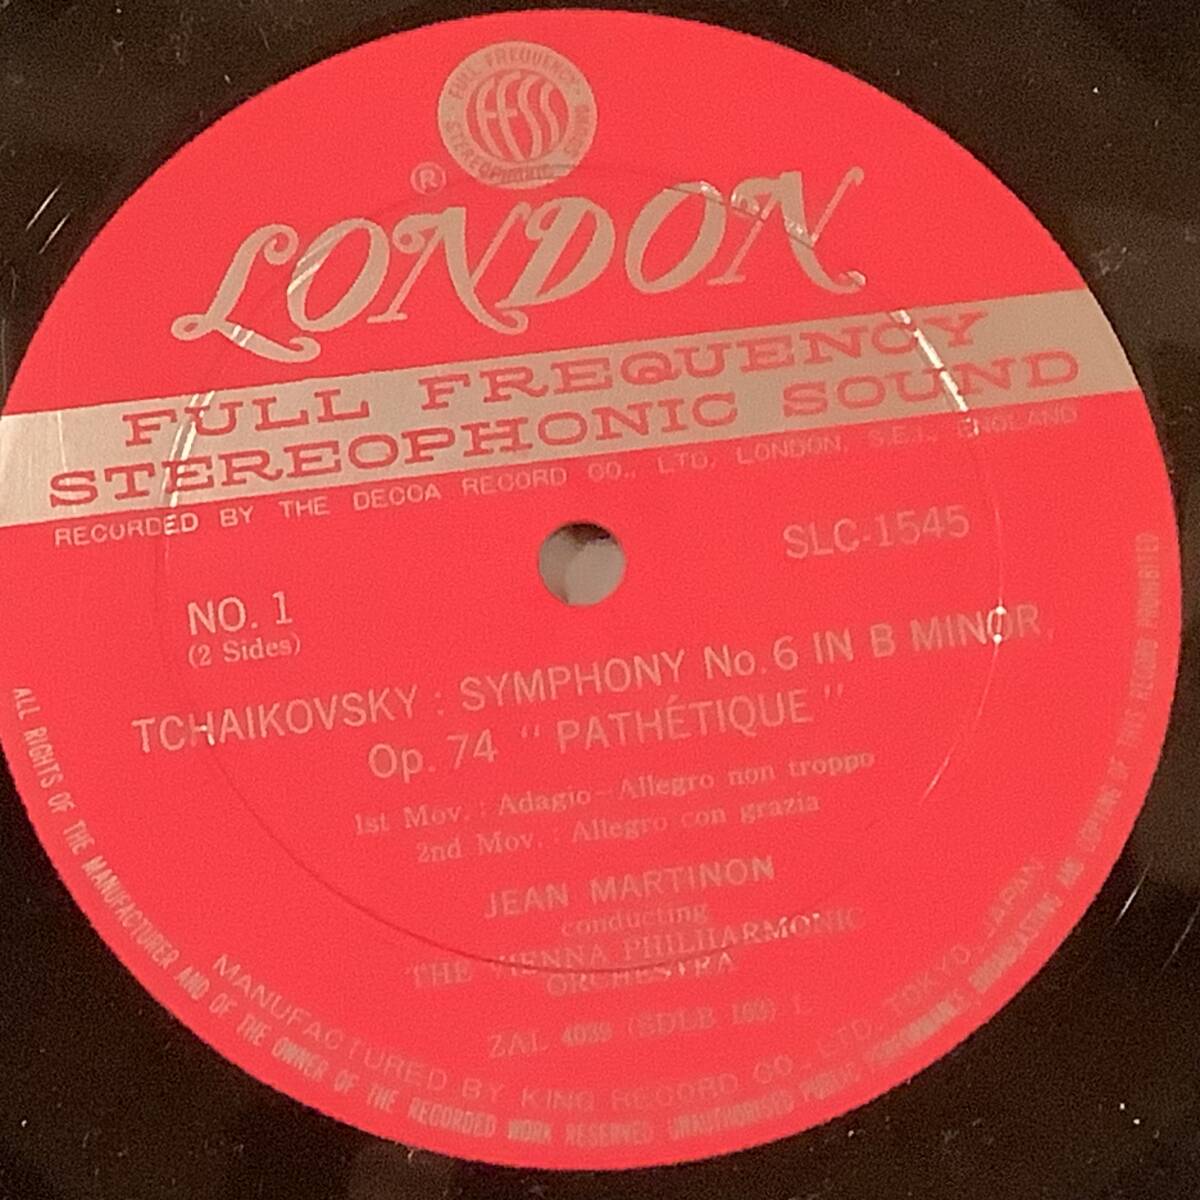 FULL FREQUENCY
STEREOPHONIC
FFSS
®
LONDON
FULL FREQUENCY
STEREOPHONIC SOUND
RECORDED BY THE DECCA RECORD CO., LTD, LONDON, S.E.I., ENGLAND
SLC-1545
NO. 1
(2 Sides)
TCHAIKOVSKY : SYMPHONY No. 6 IN B MINOR,
Op. 74 "PATHÉTIQUE"
1st Mov. : Adagio–Allegro non troppo
2nd Mov. : Allegro con grazia
JEAN MARTINON
conducting
THE VIENNA PHILHARMONIC
ORCHESTRA
ZAL 4039
MANUFACTURED BY KING RECORD CO., LTD, TOKYO, JAPAN
ALL RIGHTS OF THE MANUFACTURER AND OF THE OWNER OF THE RECORDED WORK RESERVED UNAUTHORISED PUBLIC PERFORMANCE BROADCASTING AND COPYING OF THIS RECORD PROHIBITED